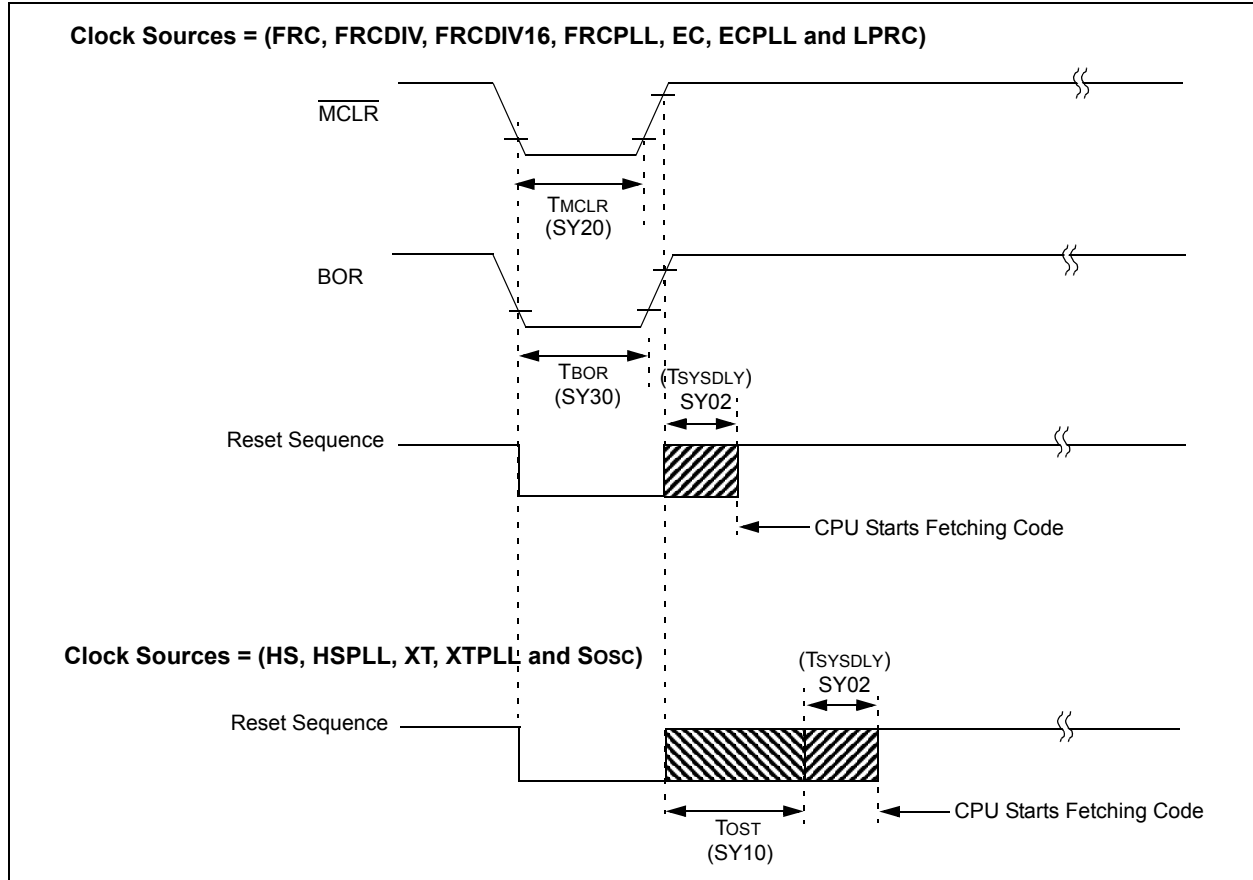 Clock Sources = (FRC, FRCDIV, FRCDIV16, FRCPLL, EC, ECPLL and LPRC)
MCLR
TMCLR
(SY20)
BOR
TBOR
(SY30)
(TSYSDLY)
SY02
Reset Sequence
CPU Starts Fetching Code
Clock Sources = (HS, HSPLL, XT, XTPLL and SOSC)
(TSYSDLY)
SY02
Reset Sequence
CPU Starts Fetching Code
TOST
(SY10)